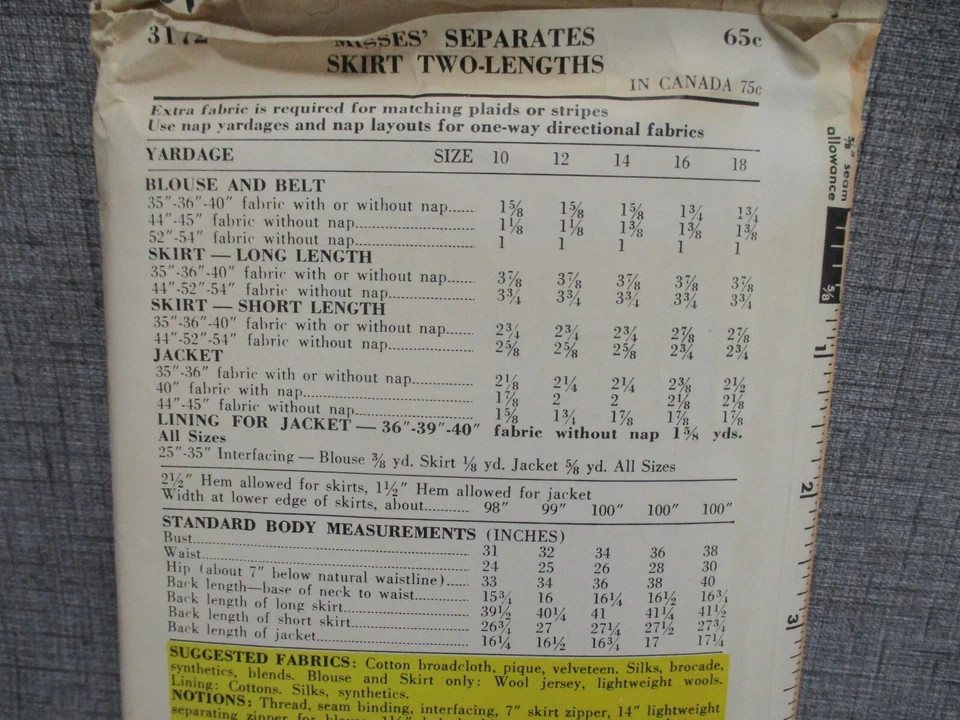 3172 MISSES' SEPARATES 65c
SKIRT TWO-LENGTHS
IN CANADA 75c
Extra fabric is required for matching plaids or stripes
Use nap yardages and nap layouts for one-way directional fabrics
YARDAGE SIZE 10 12 14 16 18
BLOUSE AND BELT
35"-36"-40" fabric with or without nap...... 1⅝ 1⅝ 1⅝ 1¾ 1¾
44"-45" fabric without nap...... 1⅛ 1⅛ 1⅜ 1⅜ 1⅜
52"-54" fabric without nap...... 1 1 1 1 1
SKIRT — LONG LENGTH
35"-36"-40" fabric with or without nap...... 3⅞ 3⅞ 3⅞ 3⅞ 3⅞
44"-52"-54" fabric without nap...... 3¾ 3¾ 3¾ 3¾ 3¾
SKIRT — SHORT LENGTH
35"-36"-40" fabric with or without nap...... 2¾ 2¾ 2¾ 2⅞ 2⅞
44"-52"-54" fabric without nap...... 2⅝ 2⅝ 2⅝ 2¾ 2¾
JACKET
35"-36" fabric with or without nap...... 2⅛ 2¼ 2¼ 2⅜ 2½
40" fabric with nap...... 1⅞ 2 2 2⅛ 2⅛
44"-45" fabric without nap...... 1⅝ 1¾ 1⅞ 1⅞ 1⅞
LINING FOR JACKET — 36"-39"-40" fabric without nap 1⅝ yds.
All Sizes
25"-35" Interfacing — Blouse ⅜ yd. Skirt ⅛ yd. Jacket ⅝ yd. All Sizes
2½" Hem allowed for skirts, 1½" Hem allowed for jacket
Width at lower edge of skirts, about...... 98" 99" 100" 100" 100"
STANDARD BODY MEASUREMENTS (INCHES)
Bust...... 31 32 34 36 38
Waist...... 24 25 26 28 30
Hip (about 7" below natural waistline)...... 33 34 36 38 40
Back length—base of neck to waist...... 15¾ 16 16¼ 16½ 16¾
Back length of long skirt...... 39½ 40¼ 41 41¼ 41½
Back length of short skirt...... 26¾ 27 27¼ 27½ 27¾
Back length of jacket...... 16¼ 16½ 16¾ 17 17¼
SUGGESTED FABRICS: Cotton broadcloth, pique, velveteen. Silks, brocade,
synthetics, blends. Blouse and Skirt only: Wool jersey, lightweight wools.
Lining: Cottons. Silks, synthetics.
NOTIONS: Thread, seam binding, interfacing, 7" skirt zipper, 14" lightweight
separating zipper for blouse, 1½"
⅝" seam
allowance
⅝
1
2
3